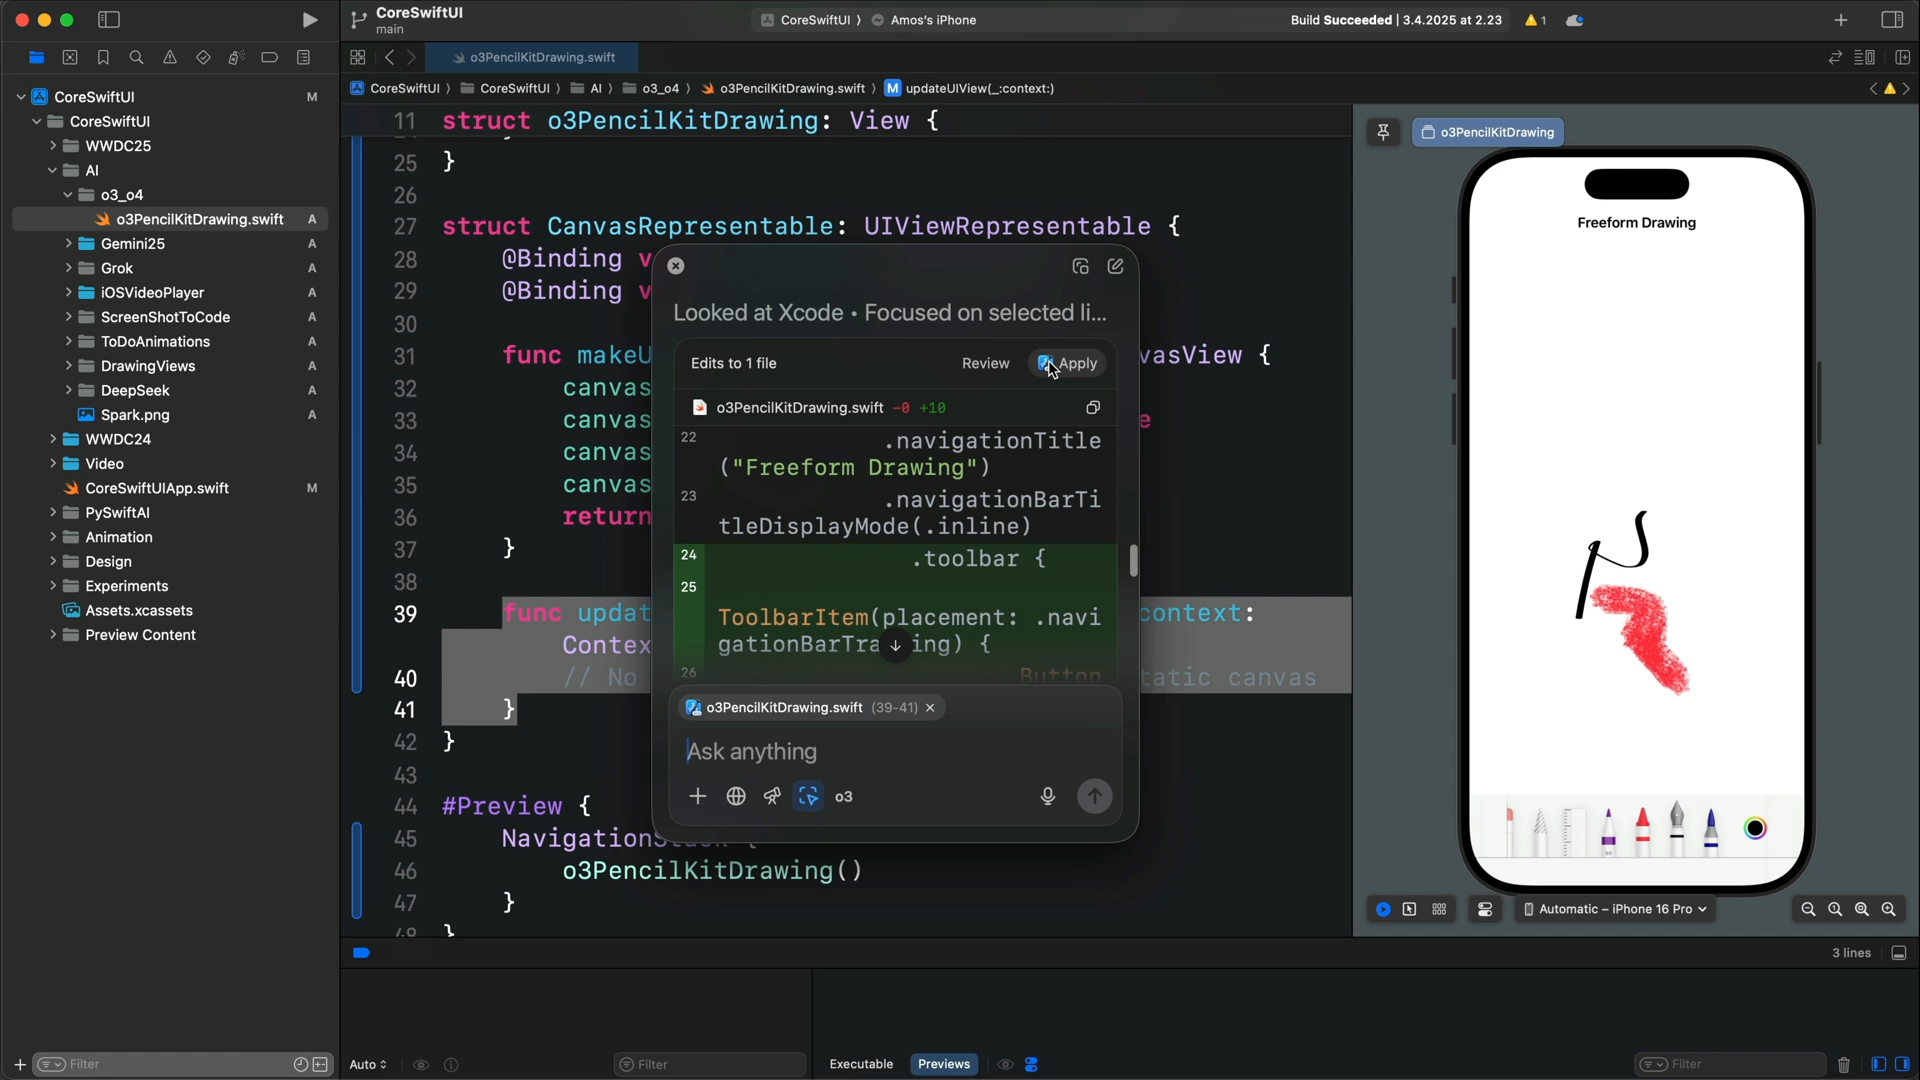 CoreSwiftUI
main
CoreSwiftUI
Amos's iPhone
Build Succeeded | 3.4.2025 at 2.23
1
o3PencilKitDrawing.swift
CoreSwiftUI
CoreSwiftUI
AI
o3_o4
o3PencilKitDrawing.swift
M
updateUIView(_:context:)
CoreSwiftUI
M
CoreSwiftUI
WWDC25
AI
o3_o4
o3PencilKitDrawing.swift
A
Gemini25
A
Grok
A
iOSVideoPlayer
A
ScreenShotToCode
A
ToDoAnimations
A
DrawingViews
A
DeepSeek
A
Spark.png
A
WWDC24
Video
CoreSwiftUIApp.swift
M
PySwiftAI
Animation
Design
Experiments
Assets.xcassets
Preview Content
Filter
11 struct o3PencilKitDrawing: View {
25 }
26
27 struct CanvasRepresentable: UIViewRepresentable {
28 @Binding v
29 @Binding v
30
31 func makeU vasView {
32 canvas
33 canvas e
34 canvas
35 canvas
36 return
37 }
38
39 func updat context:
Contex
40 // No tatic canvas
41 }
42 }
43
44 #Preview {
45 NavigationS {
46 o3PencilKitDrawing()
47 }
48 }
Looked at Xcode • Focused on selected li...
Edits to 1 file
Review
Apply
o3PencilKitDrawing.swift -0 +10
22 .navigationTitle
("Freeform Drawing")
23 .navigationBarTi
tleDisplayMode(.inline)
24 .toolbar {
25
ToolbarItem(placement: .navi
gationBarTra ing) {
26 Button
o3PencilKitDrawing.swift (39-41)
Ask anything
o3
o3PencilKitDrawing
Freeform Drawing
Automatic – iPhone 16 Pro
3 lines
Auto
Filter
Executable
Previews
Filter